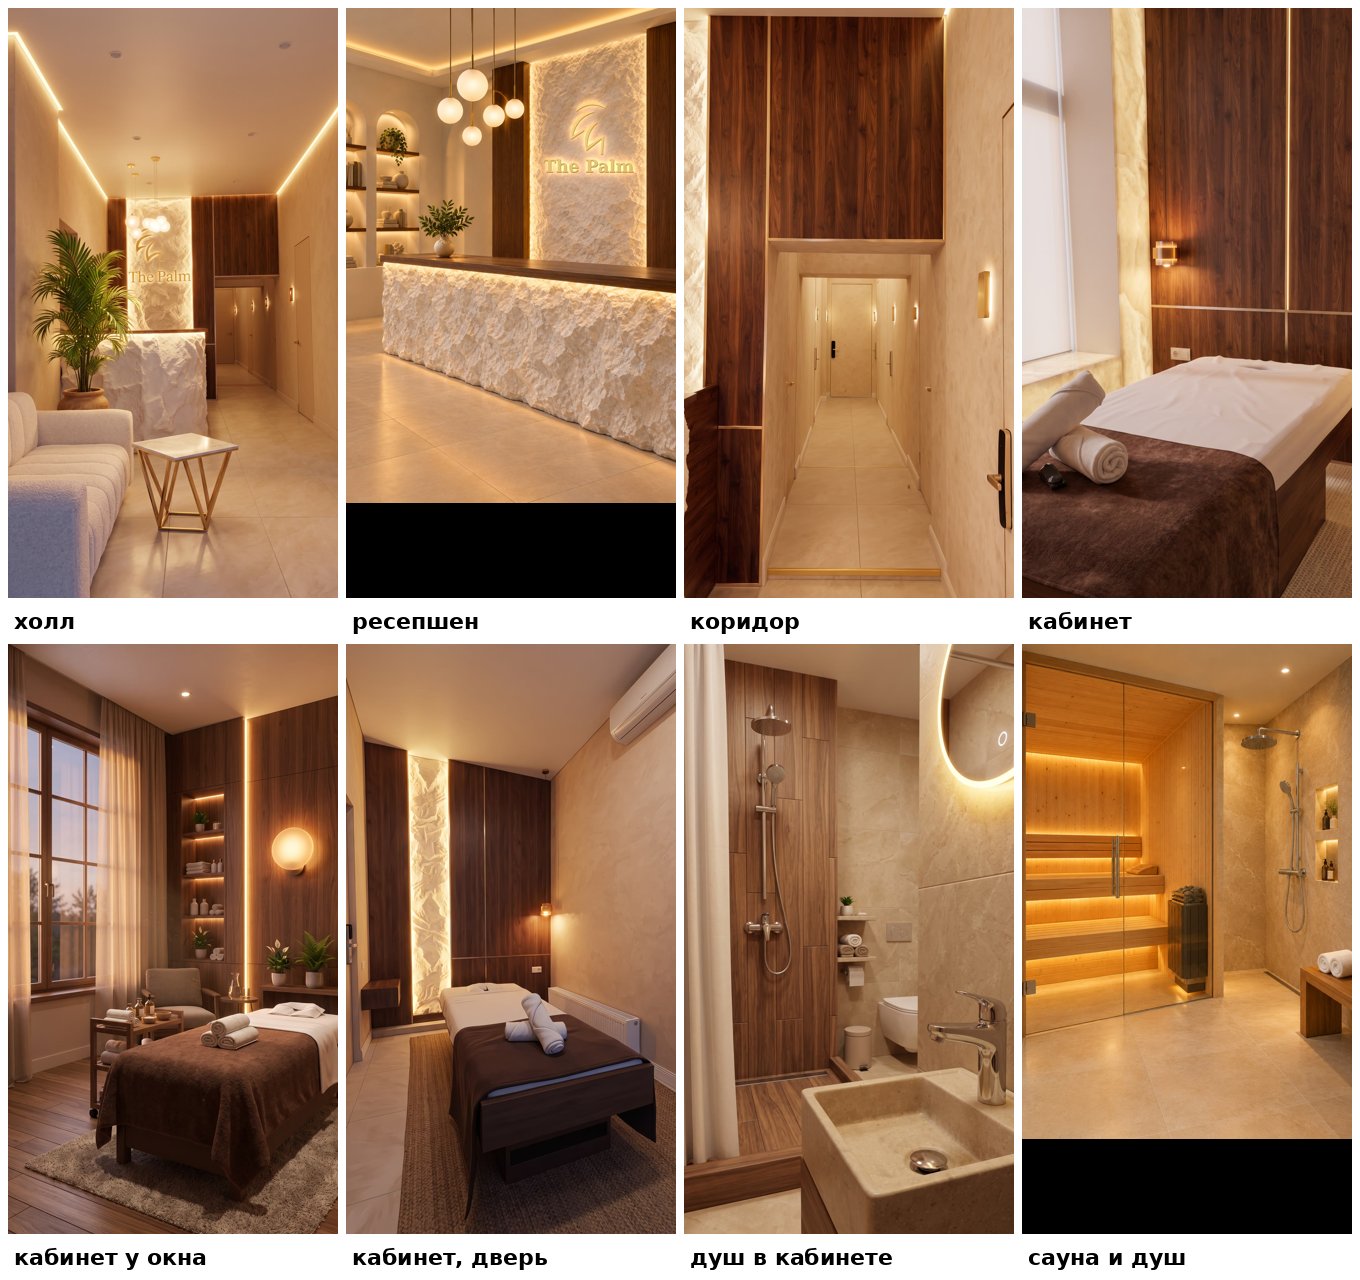 The Palm
The Palm
холл
ресепшен
коридор
кабинет
кабинет у окна
кабинет, дверь
душ в кабинете
сауна и душ